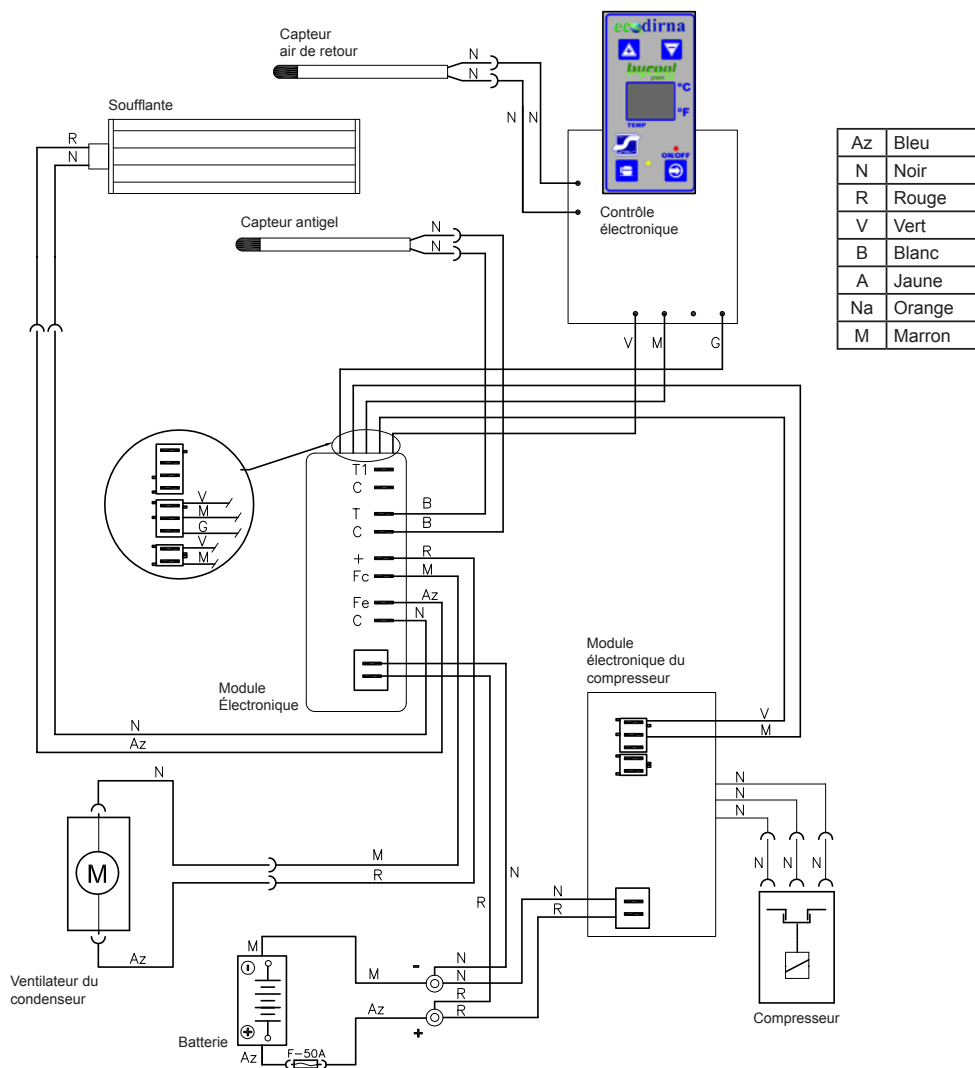 Capteur
air de retour
N
N
N
N
ecodirna
bycool
°C
°F
TEMP
ON/OFF
Contrôle
électronique
Soufflante
R
N
Capteur antigel
N
N
Az Bleu
N Noir
R Rouge
V Vert
B Blanc
A Jaune
Na Orange
M Marron
V
M
G
V
M
G
V
M
T1
C
T
C
+
Fc
Fe
C
B
B
R
M
Az
N
Module
Électronique
N
Az
Module
électronique du
compresseur
V
M
N
N
N
N
N
N
Compresseur
N
M
Az
Ventilateur du
condenseur
M
R
N
R
N
R
M
M
Az
Az
F-50A
Batterie
-
N
N
R
R
+